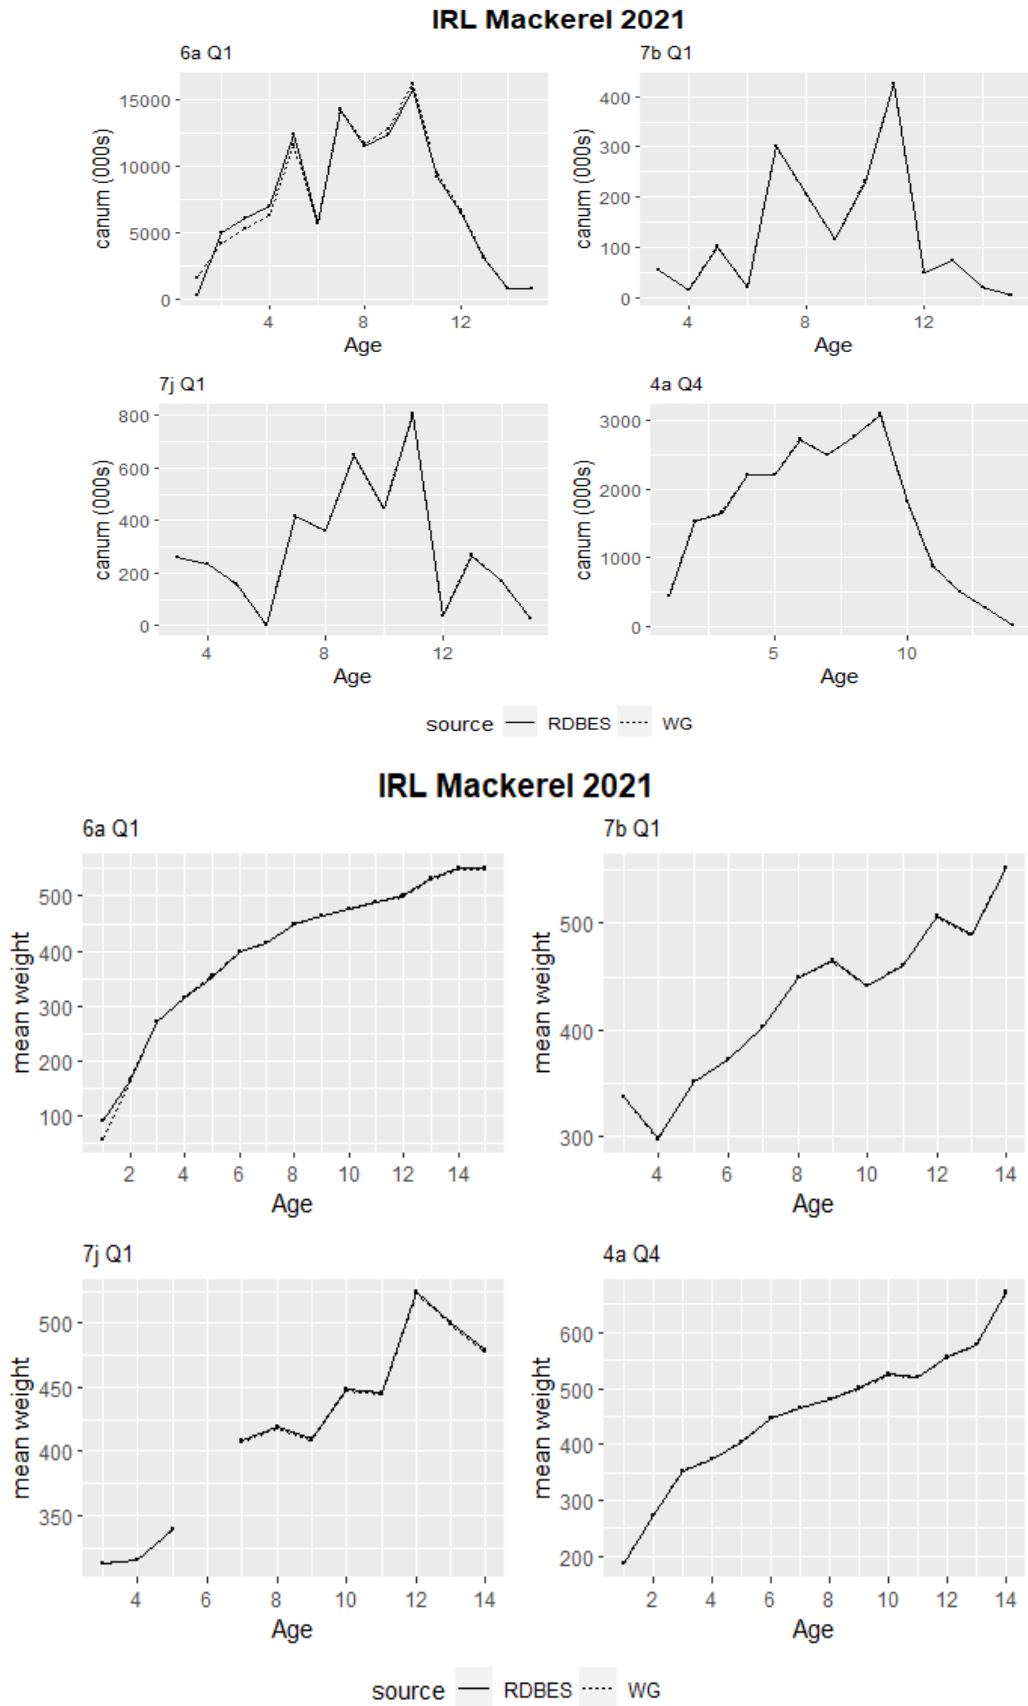 IRL Mackerel 2021
6a Q1
7b Q1
canum (000s)
15000
10000
5000
0
4
8
12
Age
canum (000s)
400
300
200
100
0
4
8
12
Age
7j Q1
4a Q4
canum (000s)
800
600
400
200
0
4
8
12
Age
canum (000s)
3000
2000
1000
0
5
10
Age
source RDBES WG
IRL Mackerel 2021
6a Q1
7b Q1
mean weight
500
400
300
200
100
2 4 6 8 10 12 14
Age
mean weight
500
400
300
4 6 8 10 12 14
Age
7j Q1
4a Q4
mean weight
500
450
400
350
4 6 8 10 12 14
Age
mean weight
600
500
400
300
200
2 4 6 8 10 12 14
Age
source RDBES WG